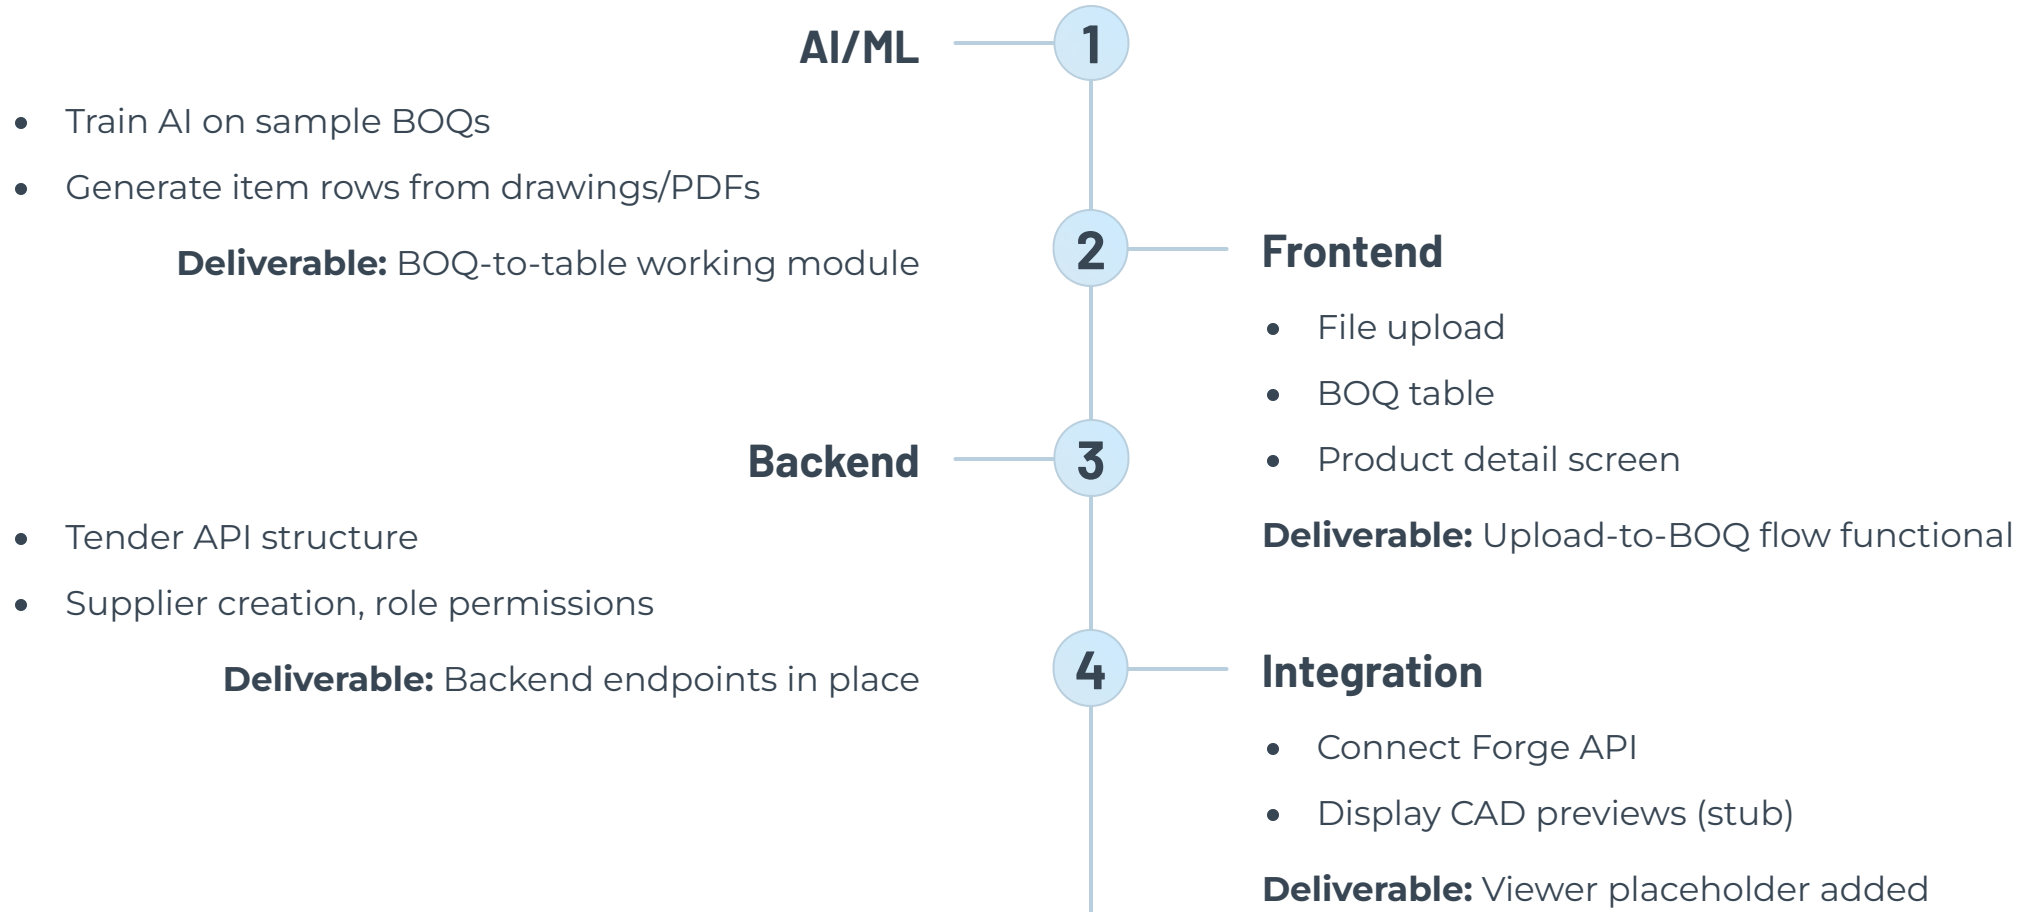 AI/ML
1
• Train AI on sample BOQs
• Generate item rows from drawings/PDFs
Deliverable: BOQ-to-table working module
2
Frontend
• File upload
• BOQ table
• Product detail screen
Deliverable: Upload-to-BOQ flow functional
Backend
3
• Tender API structure
• Supplier creation, role permissions
Deliverable: Backend endpoints in place
4
Integration
• Connect Forge API
• Display CAD previews (stub)
Deliverable: Viewer placeholder added